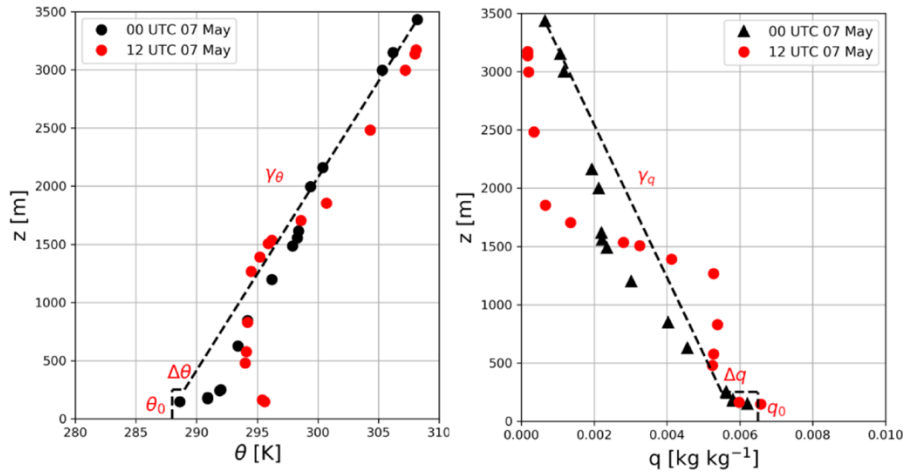 3500
3000
2500
2000
1500
1000
500
0
z [m]
00 UTC 07 May
12 UTC 07 May
γθ
Δθ
θ0
280
285
290
295
300
305
310
θ [K]
3500
3000
2500
2000
1500
1000
500
0
z [m]
00 UTC 07 May
12 UTC 07 May
γq
Δq
q0
0.000
0.002
0.004
0.006
0.008
0.010
q [kg kg⁻¹]